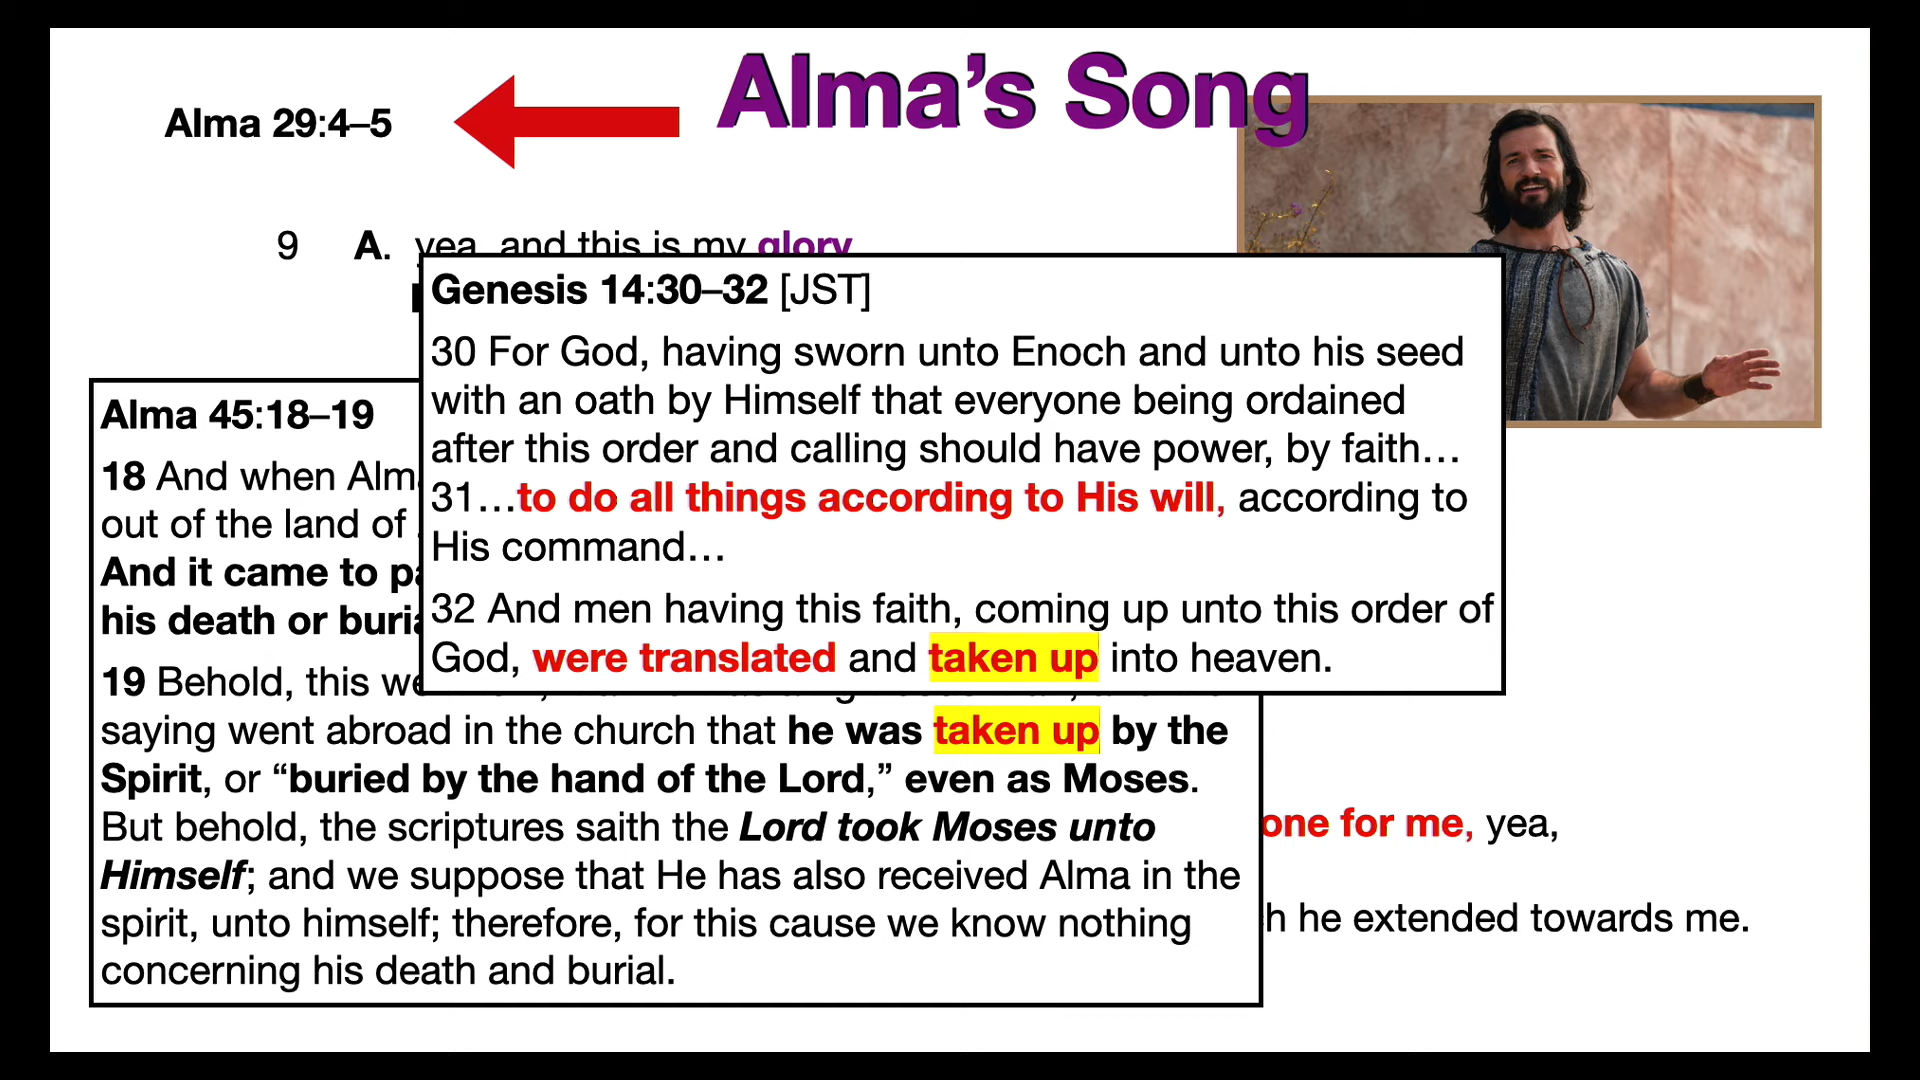 Alma's Song
Alma 29:4–5
9 A. yea, and this is my glory
Genesis 14:30–32 [JST]
30 For God, having sworn unto Enoch and unto his seed
with an oath by Himself that everyone being ordained
after this order and calling should have power, by faith…
31…to do all things according to His will, according to
His command…
32 And men having this faith, coming up unto this order of
God, were translated and taken up into heaven.
Alma 45:18–19
18 And when Alm
out of the land of
And it came to pa
his death or buria
19 Behold, this we
saying went abroad in the church that he was taken up by the
Spirit, or “buried by the hand of the Lord,” even as Moses.
But behold, the scriptures saith the Lord took Moses unto
Himself; and we suppose that He has also received Alma in the
spirit, unto himself; therefore, for this cause we know nothing
concerning his death and burial.
one for me, yea,
h he extended towards me.